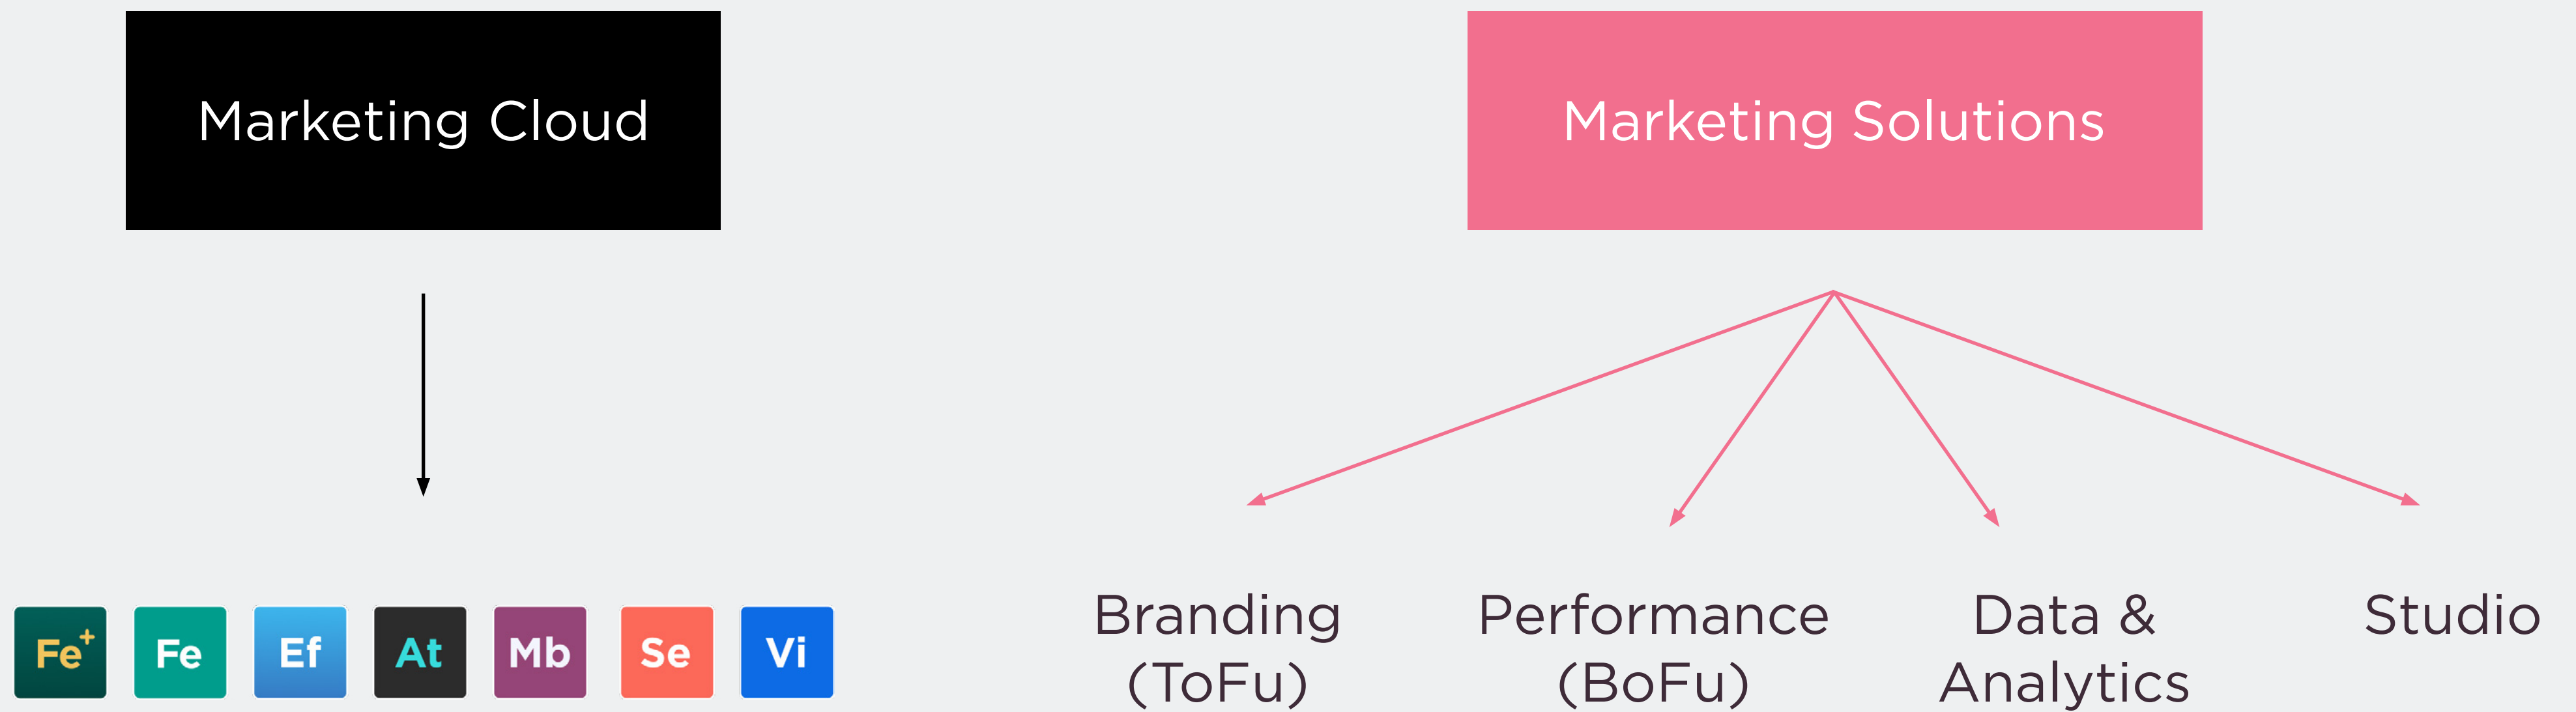 Marketing Cloud
Marketing Solutions
Fe+
Fe
Ef
At
Mb
Se
Vi
Branding
(ToFu)
Performance
(BoFu)
Data &
Analytics
Studio